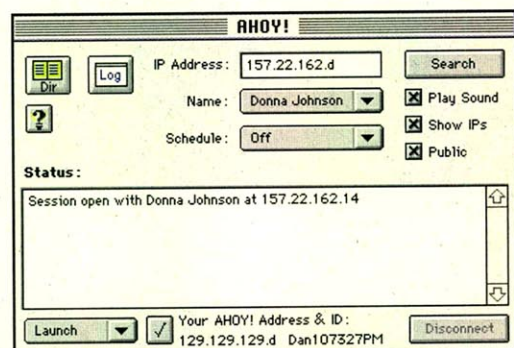 AHOY!
Dir
Log
IP Address: 157.22.162.d
Search
Name: Donna Johnson
Play Sound
?
Show IPs
Schedule: Off
Public
Status:
Session open with Donna Johnson at 157.22.162.14
Launch
Your AHOY! Address & ID:
129.129.129.d Dan107327PM
Disconnect